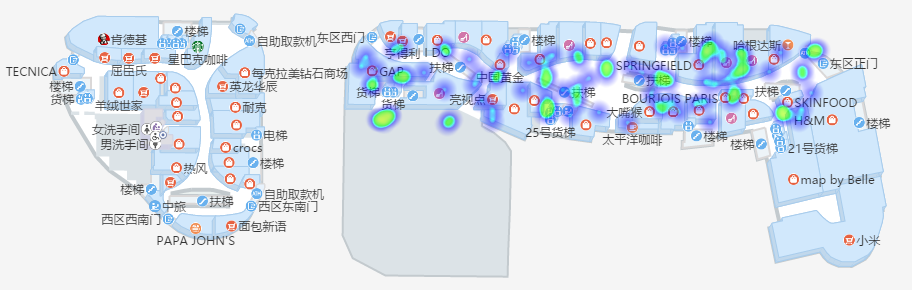 肯德基
楼梯
自助取款机
星巴克咖啡
TECNICA
屈臣氏
每克拉美钻石商场
楼梯
货梯
英龙华辰
羊绒世家
耐克
女洗手间
男洗手间
电梯
crocs
热风
楼梯
楼梯
扶梯
自助取款机
中旅
西区东南门
西区西南门
面包新语
PAPA JOHN'S
东区西门
亨得利
I DO
楼梯
GAP
扶梯
中国黄金
货梯
货梯
亮视点
扶梯
25号货梯
楼梯
哈根达斯
SPRINGFIELD
东区正门
扶梯
BOURJOIS PARIS
扶梯
大嘴猴
SKINFOOD
H&M
楼梯
太平洋咖啡
楼梯
楼梯
21号货梯
map by Belle
小米